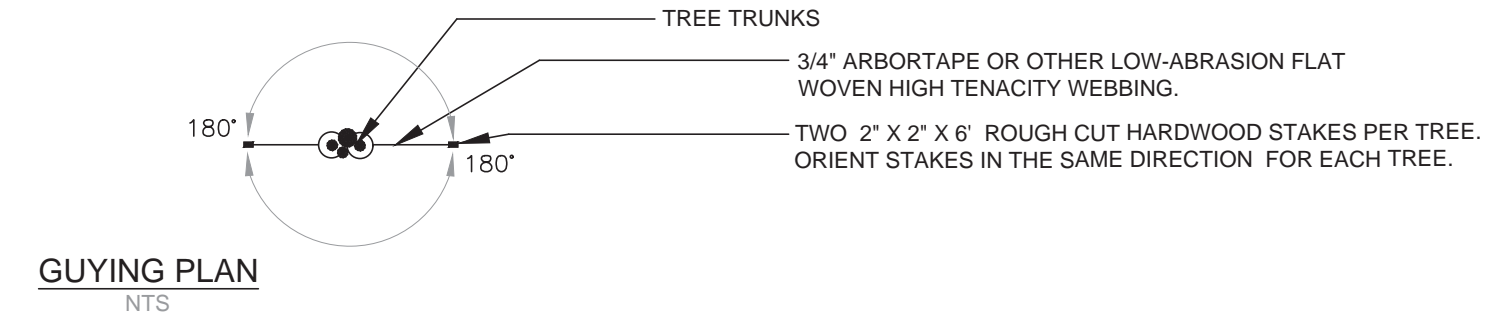 TREE TRUNKS
3/4" ARBORTAPE OR OTHER LOW-ABRASION FLAT
WOVEN HIGH TENACITY WEBBING.
180°
TWO 2" X 2" X 6' ROUGH CUT HARDWOOD STAKES PER TREE.
ORIENT STAKES IN THE SAME DIRECTION FOR EACH TREE.
180°
GUYING PLAN
NTS